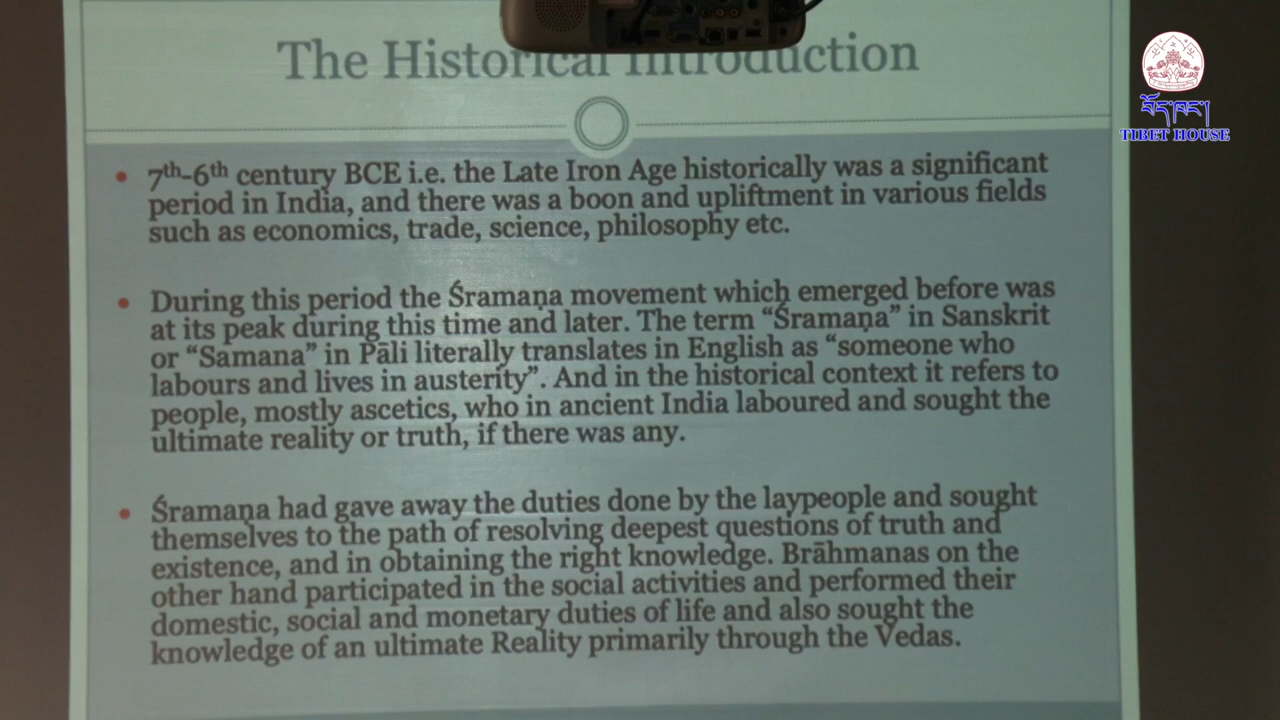 The Historical Introduction
• 7th-6th century BCE i.e. the Late Iron Age historically was a significant
period in India, and there was a boon and upliftment in various fields
such as economics, trade, science, philosophy etc.
• During this period the Śramaṇa movement which emerged before was
at its peak during this time and later. The term “Śramaṇa” in Sanskrit
or “Samana” in Pāli literally translates in English as “someone who
labours and lives in austerity”. And in the historical context it refers to
people, mostly ascetics, who in ancient India laboured and sought the
ultimate reality or truth, if there was any.
• Śramaṇa had gave away the duties done by the laypeople and sought
themselves to the path of resolving deepest questions of truth and
existence, and in obtaining the right knowledge. Brāhmanas on the
other hand participated in the social activities and performed their
domestic, social and monetary duties of life and also sought the
knowledge of an ultimate Reality primarily through the Vedas.
བོད་ཁང་།
TIBET HOUSE